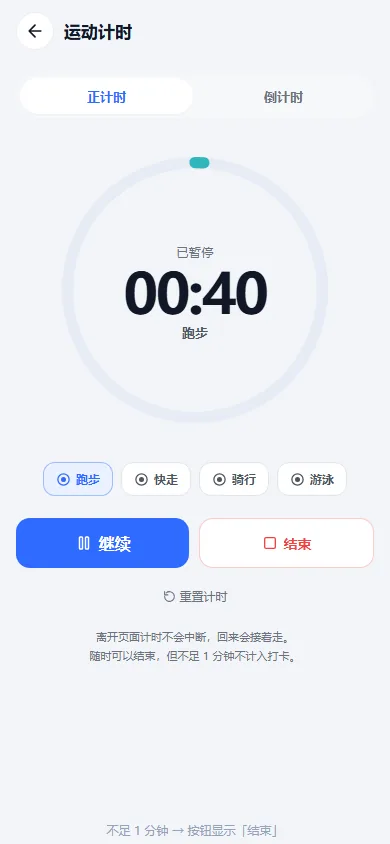 运动计时
正计时 倒计时
已暂停
00:40
跑步
跑步 快走 骑行 游泳
继续 结束
重置计时
离开页面计时不会中断，回来会接着走。
随时可以结束，但不足 1 分钟不计入打卡。
不足 1 分钟 → 按钮显示「结束」